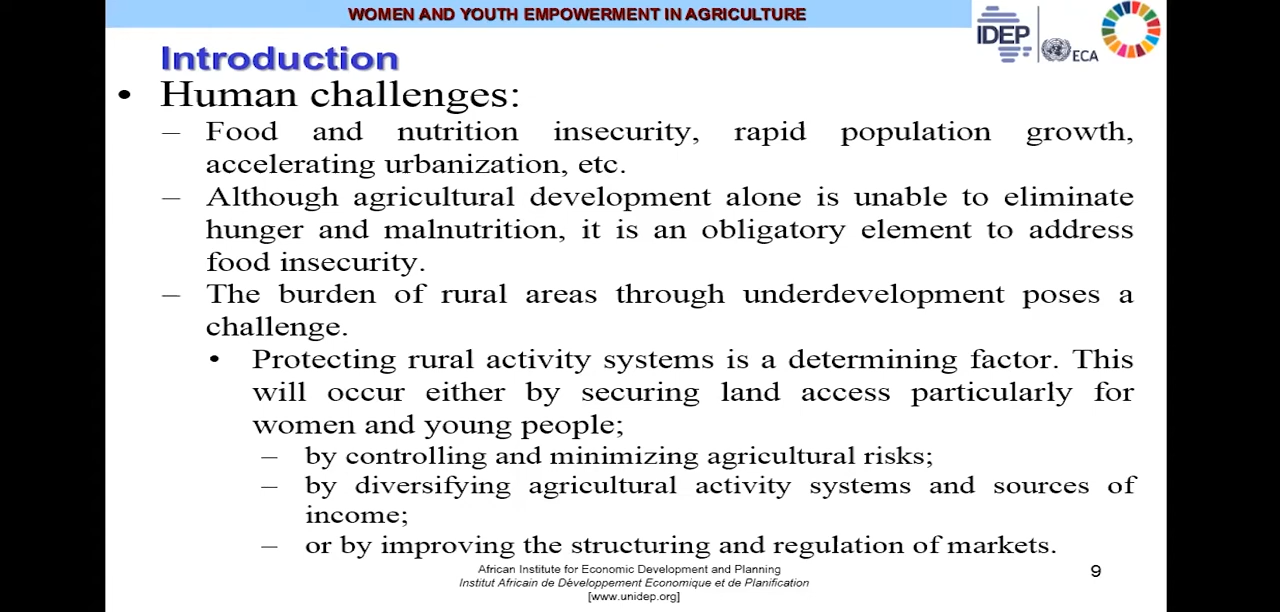 WOMEN AND YOUTH EMPOWERMENT IN AGRICULTURE
IDEP
ECA
Introduction
• Human challenges:
– Food and nutrition insecurity, rapid population growth,
accelerating urbanization, etc.
– Although agricultural development alone is unable to eliminate
hunger and malnutrition, it is an obligatory element to address
food insecurity.
– The burden of rural areas through underdevelopment poses a
challenge.
• Protecting rural activity systems is a determining factor. This
will occur either by securing land access particularly for
women and young people;
– by controlling and minimizing agricultural risks;
– by diversifying agricultural activity systems and sources of
income;
– or by improving the structuring and regulation of markets.
African Institute for Economic Development and Planning
Institut Africain de Développement Economique et de Planification
[www.unidep.org]
9